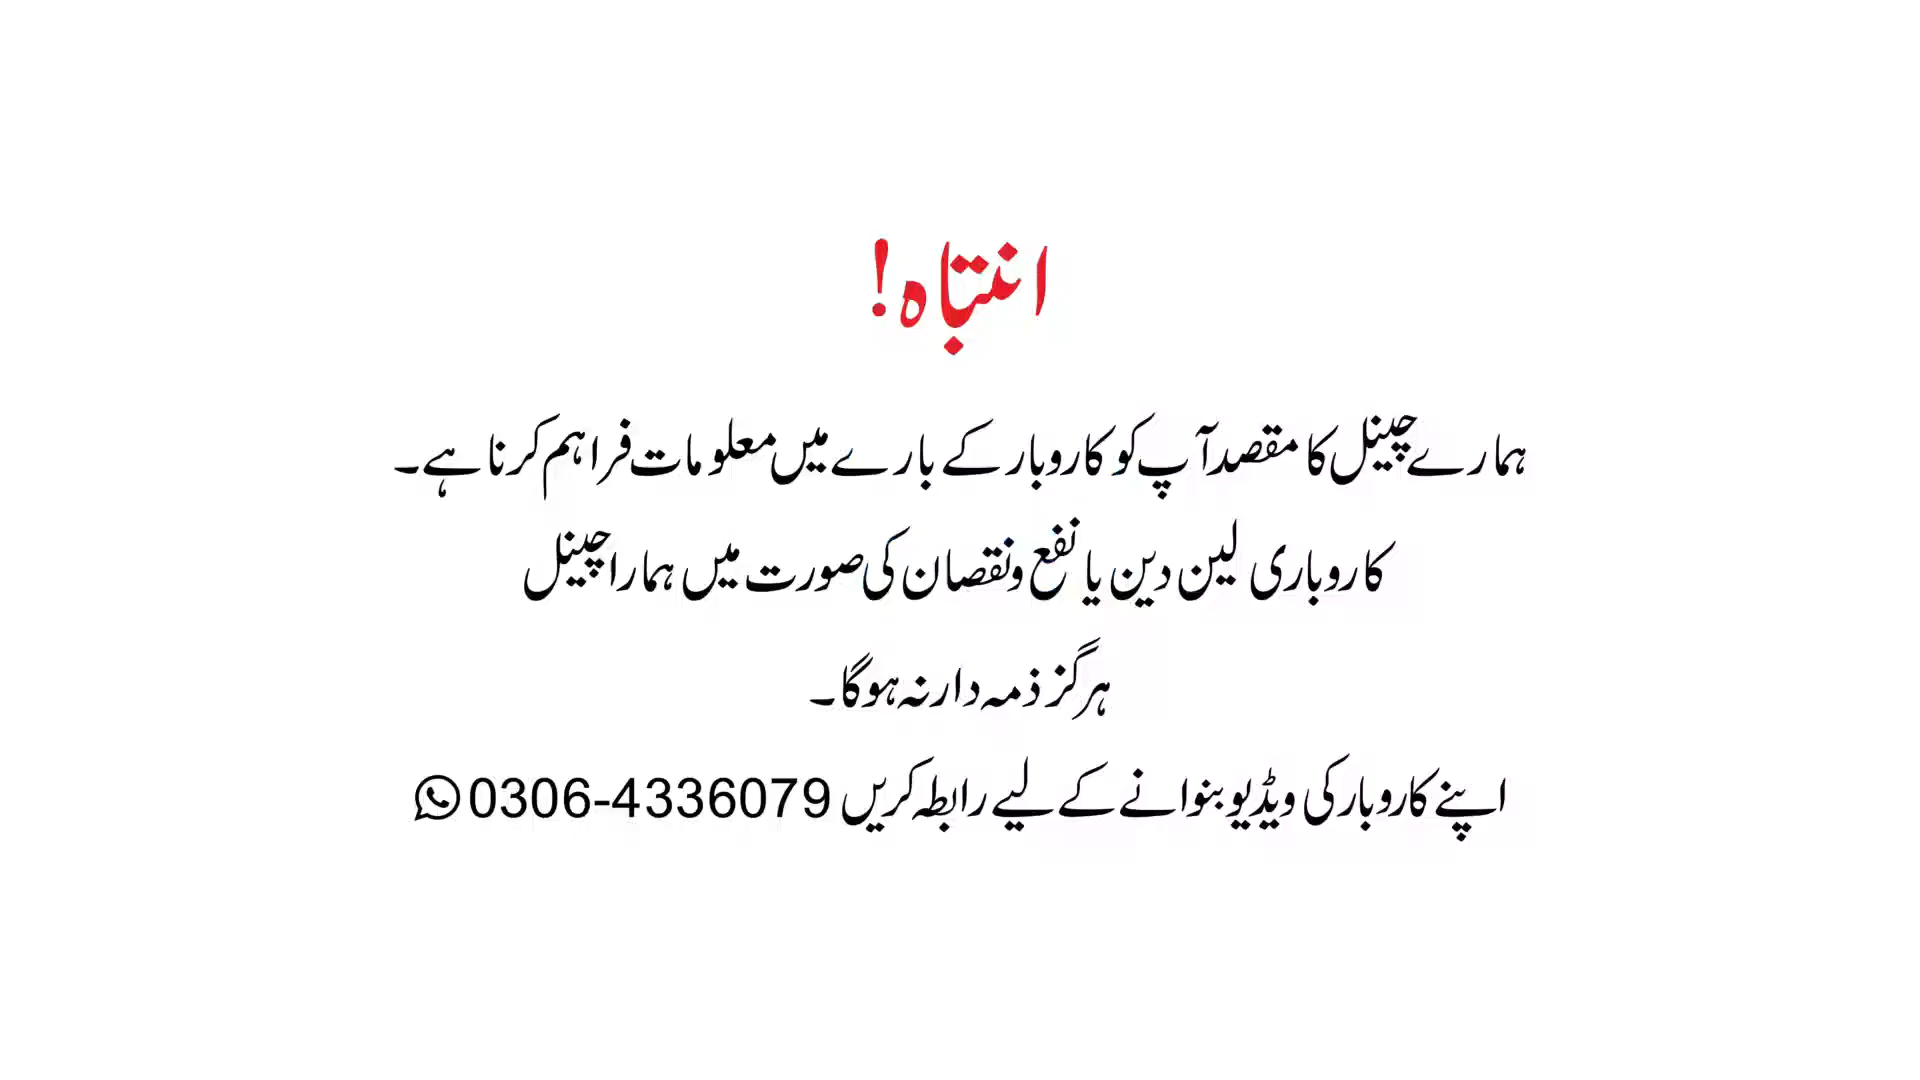 انتباہ!
ہمارے چینل کا مقصد آپ کو کاروبار کے بارے میں معلومات فراہم کرنا ہے۔
کاروباری لین دین یا نفع ونقصان کی صورت میں ہمارا چینل
ہرگز ذمہ دار نہ ہوگا۔
اپنے کاروبار کی ویڈیو بنوانے کے لیے رابطہ کریں 0306-4336079